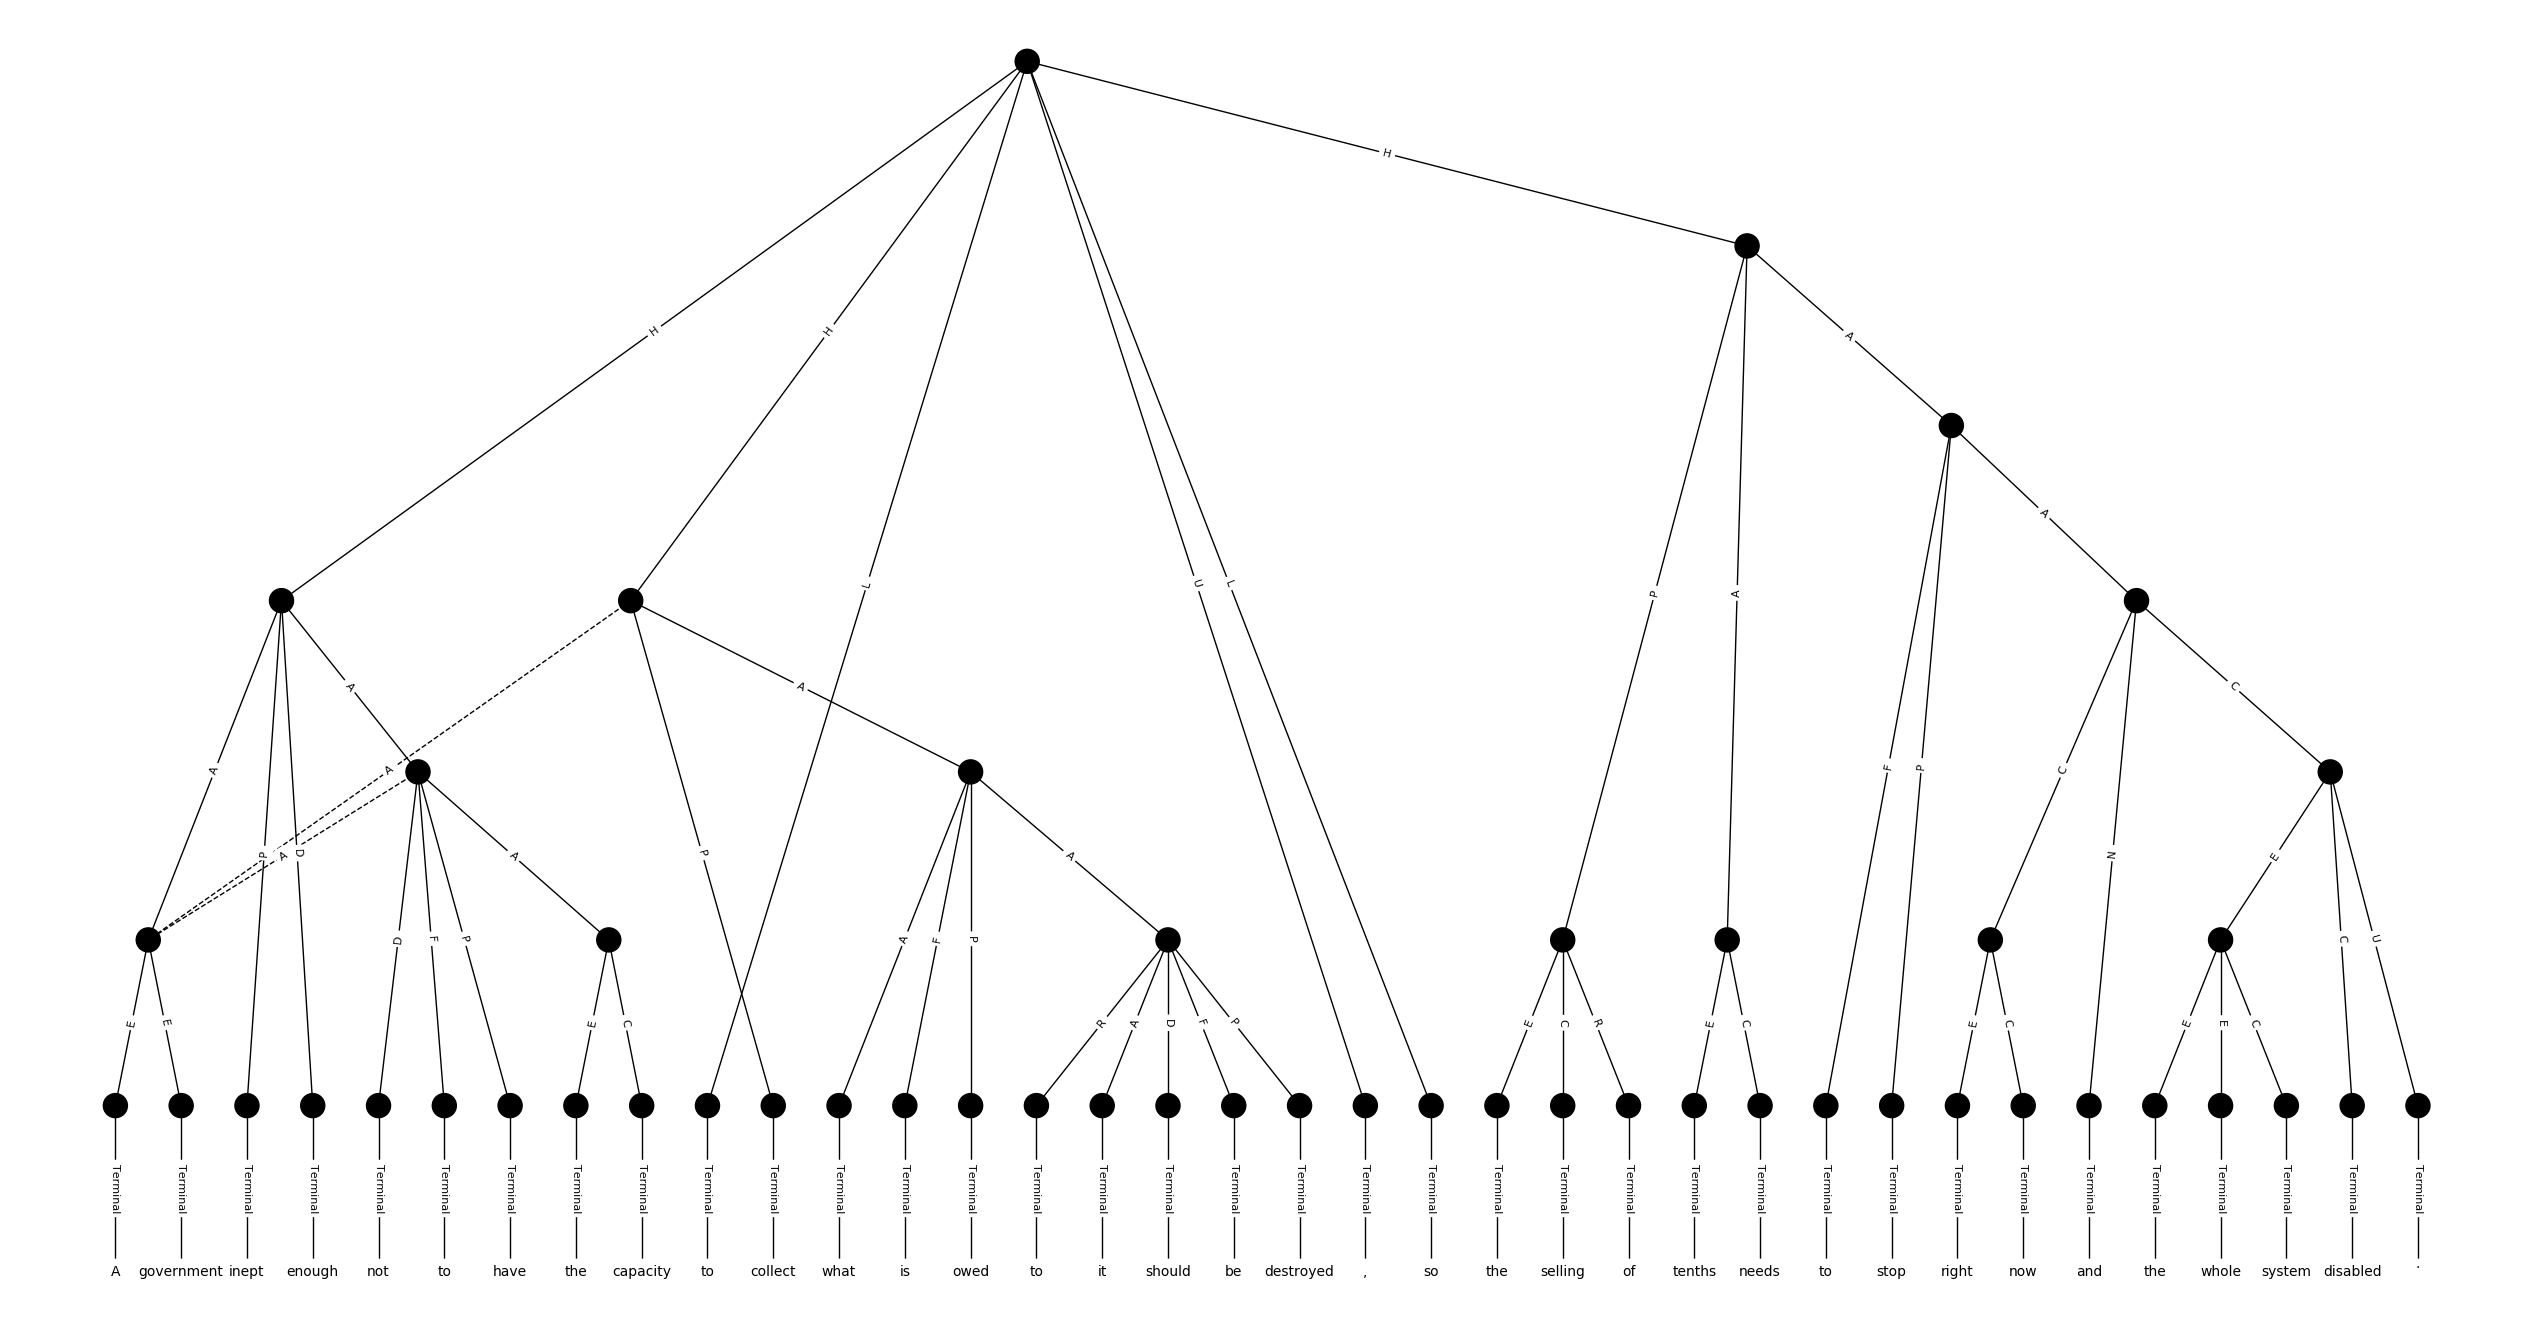 H
H
H
A
L
U
L
P
A
A
A
A
A
F
P
C
C
A
P
D
A
A
P
A
N
E
D
F
P
A
F
P
C
U
E
E
E
C
R
A
D
F
P
E
C
R
E
C
E
C
E
E
C
Terminal Terminal Terminal Terminal Terminal Terminal Terminal Terminal Terminal Terminal Terminal Terminal Terminal Terminal Terminal Terminal Terminal Terminal Terminal Terminal Terminal Terminal Terminal Terminal Terminal Terminal Terminal Terminal Terminal Terminal Terminal Terminal Terminal Terminal Terminal Terminal
A government inept enough not to have the capacity to collect what is owed to it should be destroyed , so the selling of tenths needs to stop right now and the whole system disabled .